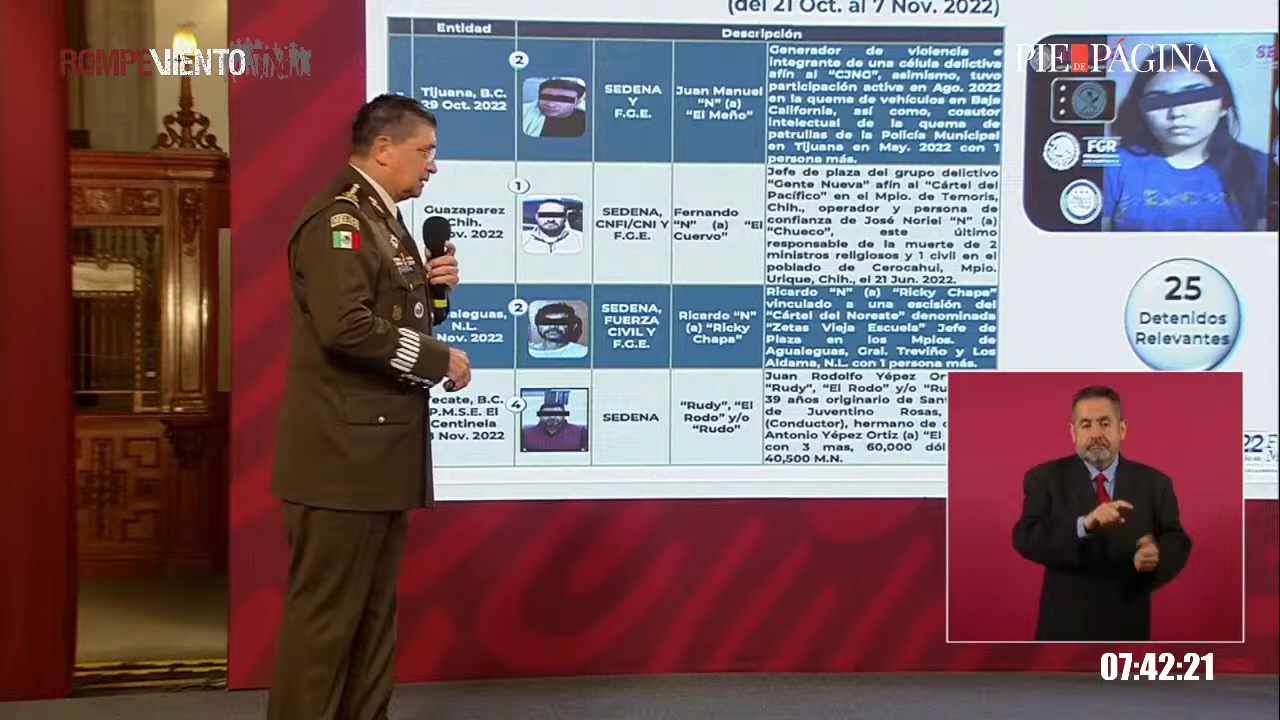 (del 21 Oct. al 7 Nov. 2022)
Entidad
Descripción
ROMPEVIENTO TV
PIE DE PÁGINA
2
Tijuana, B.C.
29 Oct. 2022
SEDENA
Y
F.G.E.
Juan Manuel
"N" (a)
"El Meño"
Generador de violencia e
integrante de una célula delictiva
afín al "CJNG", asimismo, tuvo
participación activa en Ago. 2022
en la quema de vehículos en Baja
California, así como, coautor
intelectual de la quema de
patrullas de la Policía Municipal
en Tijuana en May. 2022 con 1
persona más.
1
Guazaparez
Chih.
2022
SEDENA,
CNFI/CNI Y
F.G.E.
Fernando
"N" (a) "El
Cuervo"
Jefe de plaza del grupo delictivo
"Gente Nueva" afín al "Cártel del
Pacífico" en el Mpio. de Temoris,
Chih., operador y persona de
confianza de José Noriel "N" (a)
"Chueco", este último
responsable de la muerte de 2
ministros religiosos y 1 civil en el
poblado de Cerocahui, Mpio.
Urique, Chih., el 21 Jun. 2022.
2
aleguas,
N.L.
Nov. 2022
SEDENA,
FUERZA
CIVIL Y
F.G.E.
Ricardo "N"
(a) "Ricky
Chapa"
Ricardo "N" (a) "Ricky Chapa"
vinculado a una escisión del
"Cártel del Noreste" denominada
"Zetas Vieja Escuela" Jefe de
Plaza en los Mpios. de
Agualeguas, Gral. Treviño y Los
Aldama, N.L. con 1 persona más.
4
ecate, B.C.
P.M.S.E. El
Centinela
Nov. 2022
SEDENA
"Rudy", "El
Rodo" y/o
"Rudo"
Juan Rodolfo Yépez Or
"Rudy", "El Rodo" y/o "Ru
39 años originario de San
de Juventino Rosas,
(Conductor), hermano de
Antonio Yépez Ortiz (a) "El
con 3 mas, 60,000 dól
40,500 M.N.
FGR
25
Detenidos
Relevantes
MÉXICO
07:42:21